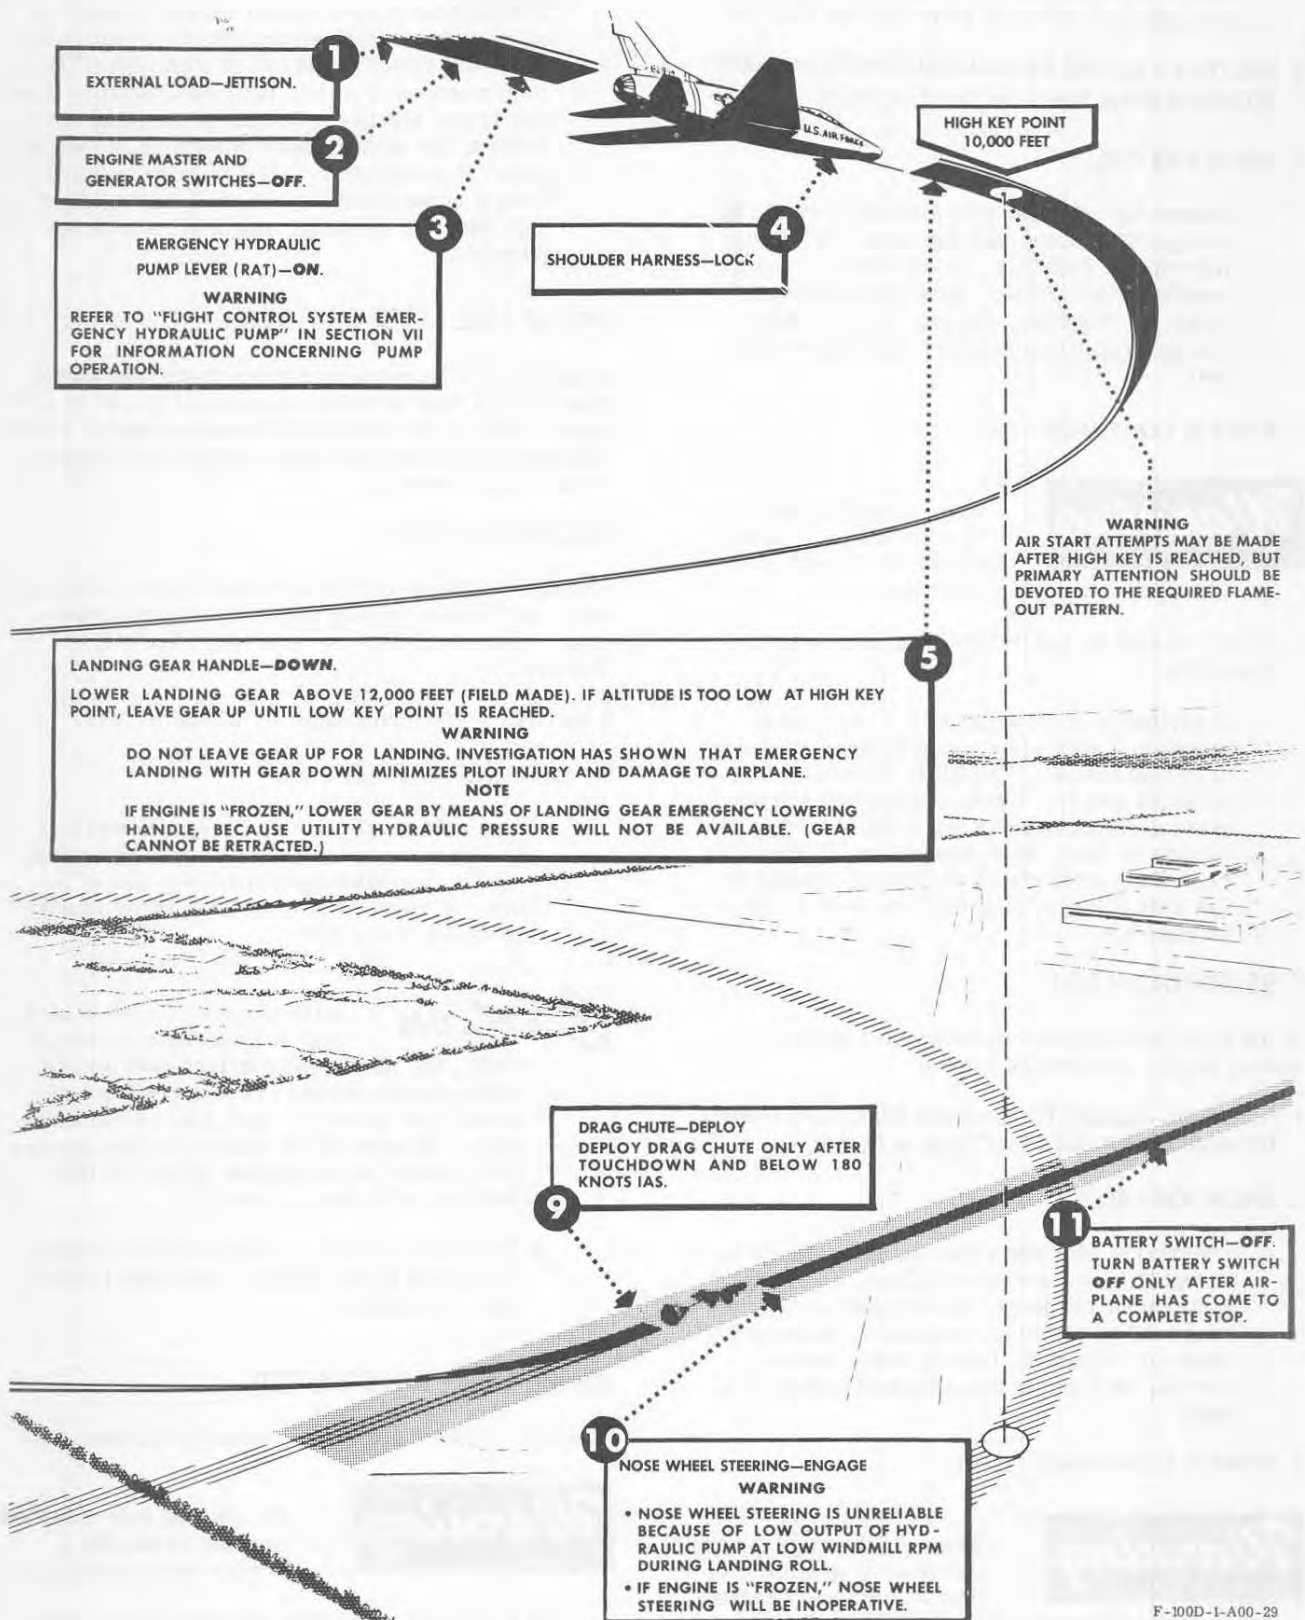 1
EXTERNAL LOAD—JETTISON.
2
ENGINE MASTER AND
GENERATOR SWITCHES—OFF.
3
EMERGENCY HYDRAULIC
PUMP LEVER (RAT)—ON.
WARNING
REFER TO "FLIGHT CONTROL SYSTEM EMER-
GENCY HYDRAULIC PUMP" IN SECTION VII
FOR INFORMATION CONCERNING PUMP
OPERATION.
U.S. AIR FORCE
4
SHOULDER HARNESS—LOCK
HIGH KEY POINT
10,000 FEET
WARNING
AIR START ATTEMPTS MAY BE MADE
AFTER HIGH KEY IS REACHED, BUT
PRIMARY ATTENTION SHOULD BE
DEVOTED TO THE REQUIRED FLAME-
OUT PATTERN.
5
LANDING GEAR HANDLE—DOWN.
LOWER LANDING GEAR ABOVE 12,000 FEET (FIELD MADE). IF ALTITUDE IS TOO LOW AT HIGH KEY
POINT, LEAVE GEAR UP UNTIL LOW KEY POINT IS REACHED.
WARNING
DO NOT LEAVE GEAR UP FOR LANDING. INVESTIGATION HAS SHOWN THAT EMERGENCY
LANDING WITH GEAR DOWN MINIMIZES PILOT INJURY AND DAMAGE TO AIRPLANE.
NOTE
IF ENGINE IS "FROZEN," LOWER GEAR BY MEANS OF LANDING GEAR EMERGENCY LOWERING
HANDLE, BECAUSE UTILITY HYDRAULIC PRESSURE WILL NOT BE AVAILABLE. (GEAR
CANNOT BE RETRACTED.)
DRAG CHUTE—DEPLOY
DEPLOY DRAG CHUTE ONLY AFTER
TOUCHDOWN AND BELOW 180
KNOTS IAS.
9
11
BATTERY SWITCH—OFF.
TURN BATTERY SWITCH
OFF ONLY AFTER AIR-
PLANE HAS COME TO
A COMPLETE STOP.
10
NOSE WHEEL STEERING—ENGAGE
WARNING
• NOSE WHEEL STEERING IS UNRELIABLE
BECAUSE OF LOW OUTPUT OF HYD-
RAULIC PUMP AT LOW WINDMILL RPM
DURING LANDING ROLL.
• IF ENGINE IS "FROZEN," NOSE WHEEL
STEERING WILL BE INOPERATIVE.
F-100D-1-A00-29